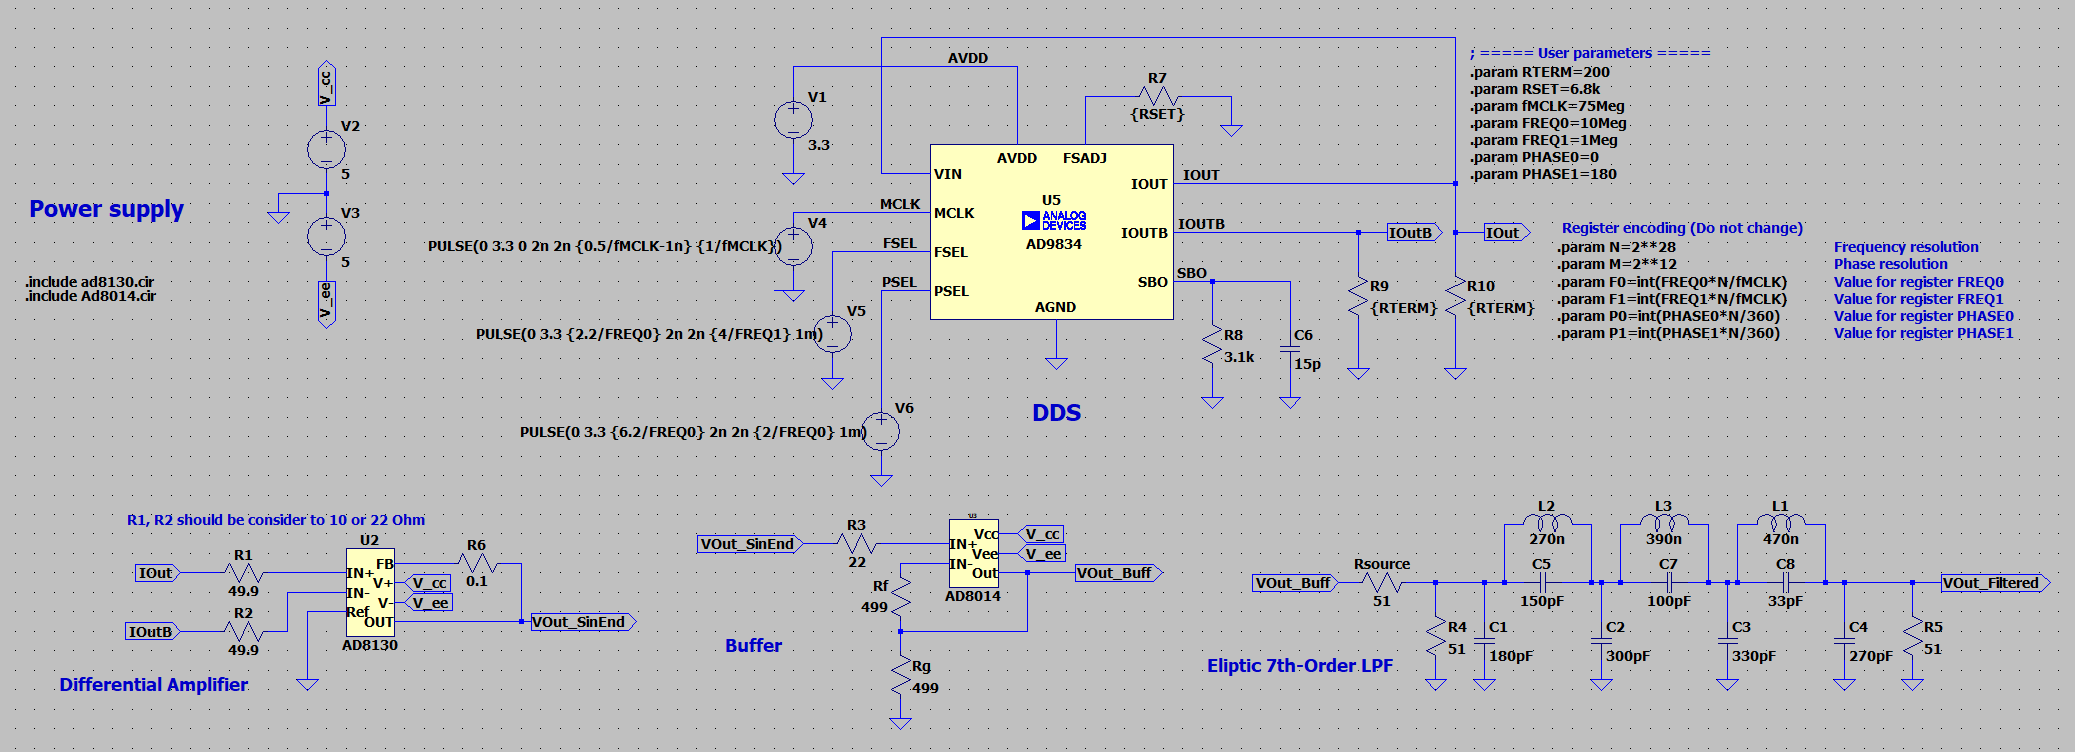 Power supply
V_cc
V2
5
V3
5
V_ee
.include ad8130.cir
.include Ad8014.cir
AVDD
V1
3.3
R7
{RSET}
VIN
AVDD
FSADJ
MCLK
FSEL
PSEL
IOUT
IOUTB
SBO
AGND
U5
ANALOG
DEVICES
AD9834
MCLK
V4
PULSE(0 3.3 0 2n 2n {0.5/fMCLK-1n} {1/fMCLK})
FSEL
V5
PULSE(0 3.3 {2.2/FREQ0} 2n 2n {4/FREQ1} 1m)
PSEL
V6
PULSE(0 3.3 {6.2/FREQ0} 2n 2n {2/FREQ0} 1m)
IOUT
IOUTB
SBO
IOutB
IOut
R9
{RTERM}
R10
{RTERM}
R8
3.1k
C6
15p
DDS
; ===== User parameters =====
.param RTERM=200
.param RSET=6.8k
.param fMCLK=75Meg
.param FREQ0=10Meg
.param FREQ1=1Meg
.param PHASE0=0
.param PHASE1=180
Register encoding (Do not change)
.param N=2**28 Frequency resolution
.param M=2**12 Phase resolution
.param F0=int(FREQ0*N/fMCLK) Value for register FREQ0
.param F1=int(FREQ1*N/fMCLK) Value for register FREQ1
.param P0=int(PHASE0*N/360) Value for register PHASE0
.param P1=int(PHASE1*N/360) Value for register PHASE1
R1, R2 should be consider to 10 or 22 Ohm
IOut
R1
49.9
IOutB
R2
49.9
U2
IN+
IN-
Ref
FB
V+
V-
OUT
AD8130
R6
0.1
V_cc
V_ee
VOut_SinEnd
Differential Amplifier
VOut_SinEnd
R3
22
U3
IN+
IN-
Vcc
Vee
Out
AD8014
V_cc
V_ee
VOut_Buff
Rf
499
Rg
499
Buffer
VOut_Buff
Rsource
51
R4
51
C1
180pF
L2
270n
C5
150pF
C2
300pF
L3
390n
C7
100pF
C3
330pF
L1
470n
C8
33pF
C4
270pF
R5
51
VOut_Filtered
Eliptic 7th-Order LPF